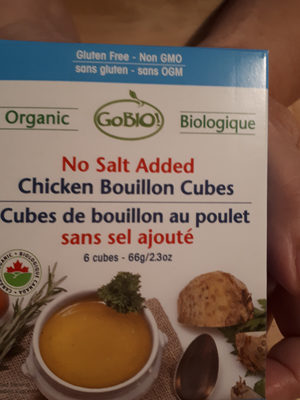 Gluten Free - Non GMO
sans gluten - sans OGM
Organic
GoBIO!
Biologique
No Salt Added
Chicken Bouillon Cubes
Cubes de bouillon au poulet
sans sel ajouté
6 cubes - 66g/2.3oz